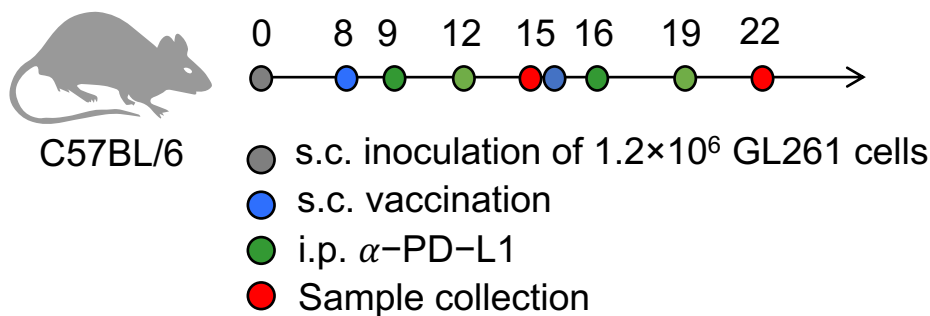 0 8 9 12 15 16 19 22
C57BL/6
s.c. inoculation of 1.2×10⁶ GL261 cells
s.c. vaccination
i.p. 𝛼−PD−L1
Sample collection